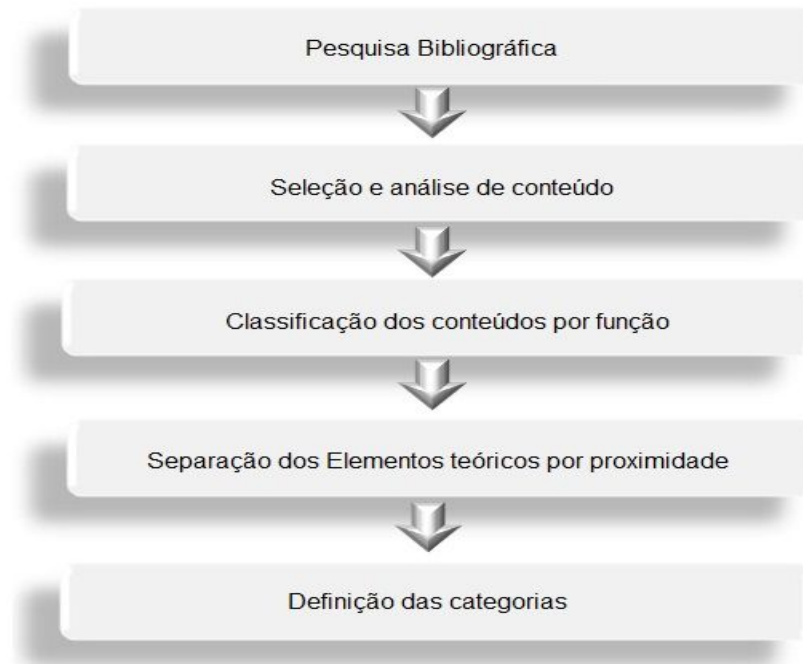 Pesquisa Bibliográfica
Seleção e análise de conteúdo
Classificação dos conteúdos por função
Separação dos Elementos teóricos por proximidade
Definição das categorias